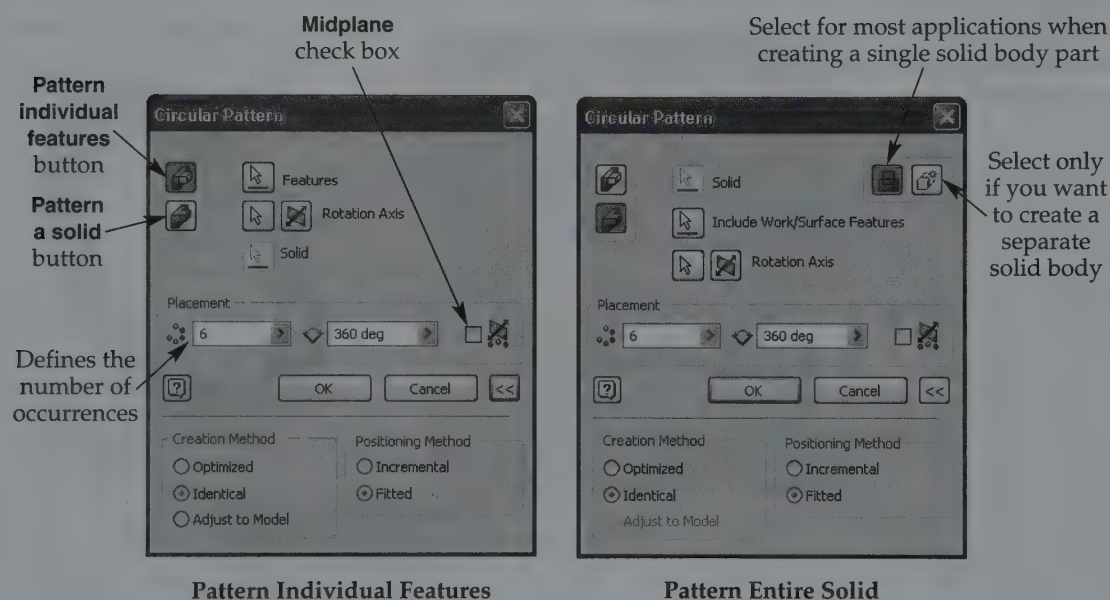 Midplane
check box
Select for most applications when
creating a single solid body part
Pattern
individual
features
button
Pattern
a solid
button
Defines the
number of
occurrences
Circular Pattern
Features
Rotation Axis
Solid
Placement
6
360 deg
?
OK
Cancel
<<
Creation Method
Optimized
Identical
Adjust to Model
Positioning Method
Incremental
Fitted
Pattern Individual Features
Circular Pattern
Solid
Include Work/Surface Features
Rotation Axis
Placement
6
360 deg
?
OK
Cancel
<<
Creation Method
Optimized
Identical
Adjust to Model
Positioning Method
Incremental
Fitted
Select only
if you want
to create a
separate
solid body
Pattern Entire Solid